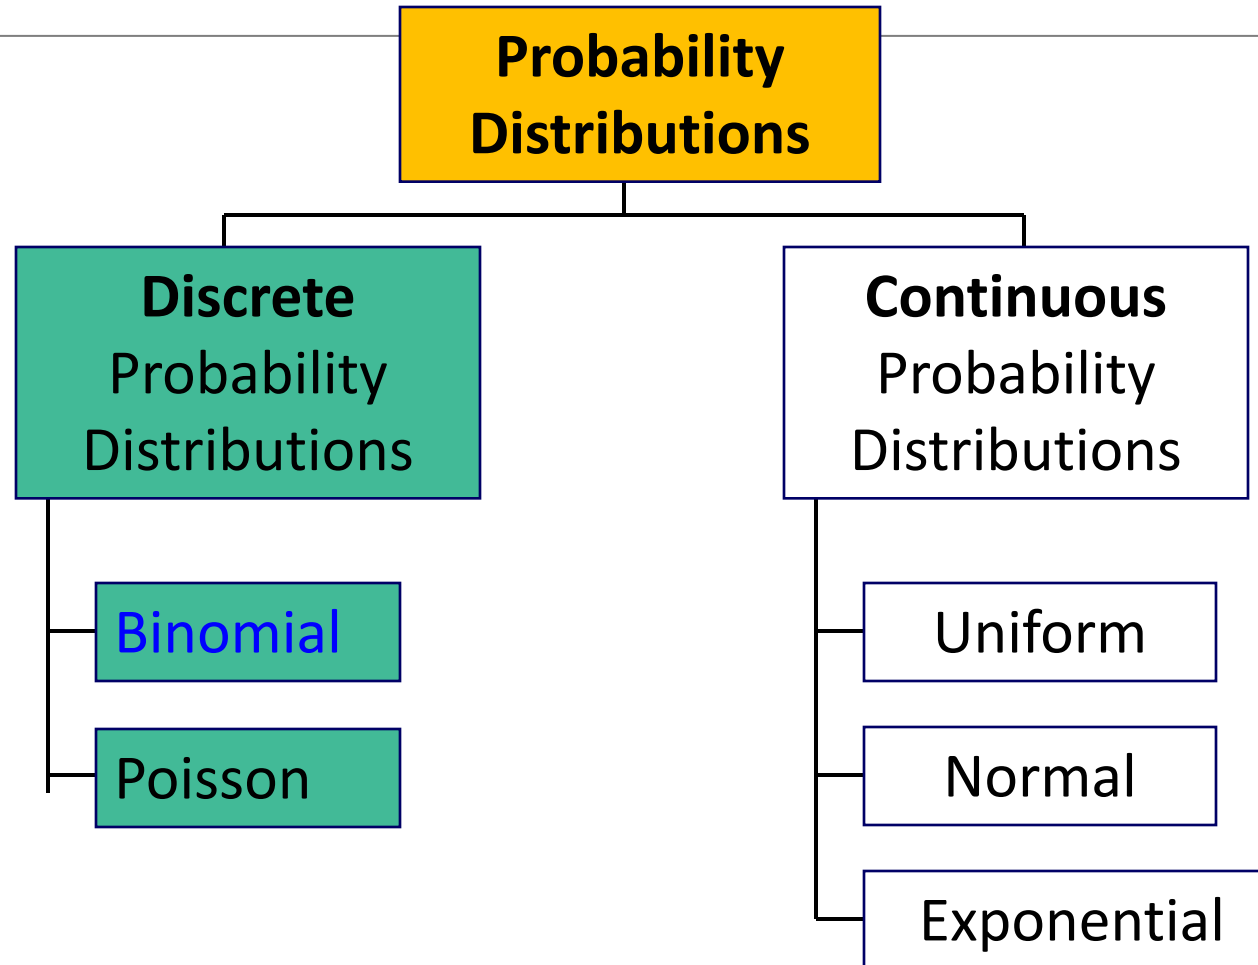 Probability
Distributions
Discrete
Probability
Distributions
Binomial
Poisson
Continuous
Probability
Distributions
Uniform
Normal
Exponential